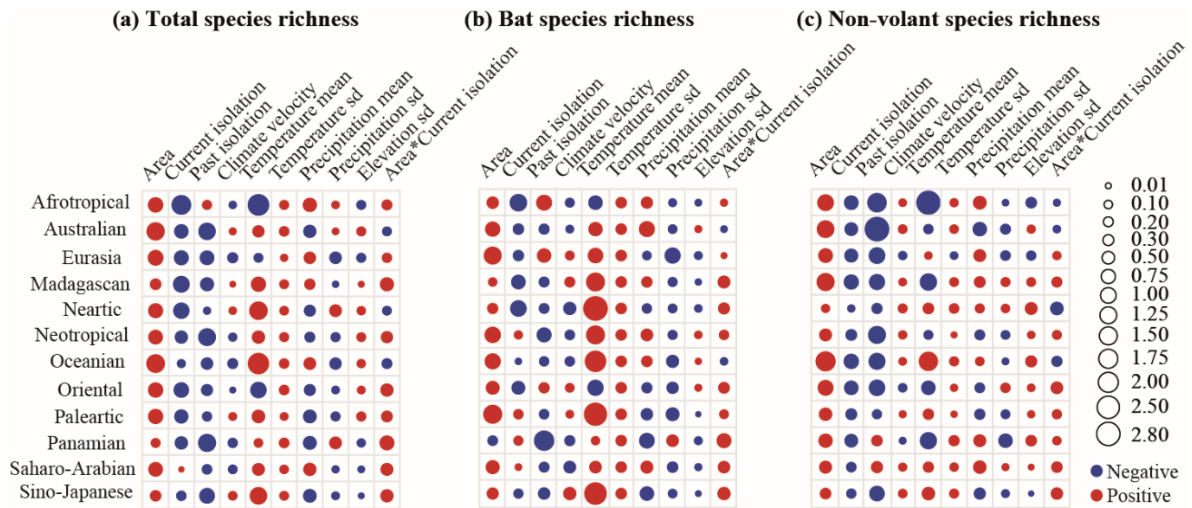 (a) Total species richness
(b) Bat species richness
(c) Non-volant species richness
Area
Current isolation
Past isolation
Climate velocity
Temperature mean
Temperature sd
Precipitation mean
Precipitation sd
Elevation sd
Area*Current isolation
Area
Current isolation
Past isolation
Climate velocity
Temperature mean
Temperature sd
Precipitation mean
Precipitation sd
Elevation sd
Area*Current isolation
Area
Current isolation
Past isolation
Climate velocity
Temperature mean
Temperature sd
Precipitation mean
Precipitation sd
Elevation sd
Area*Current isolation
Afrotropical
Australian
Eurasia
Madagascan
Neartic
Neotropical
Oceanian
Oriental
Paleartic
Panamian
Saharo-Arabian
Sino-Japanese
0.01
0.10
0.20
0.30
0.50
0.75
1.00
1.25
1.50
1.75
2.00
2.50
2.80
Negative
Positive